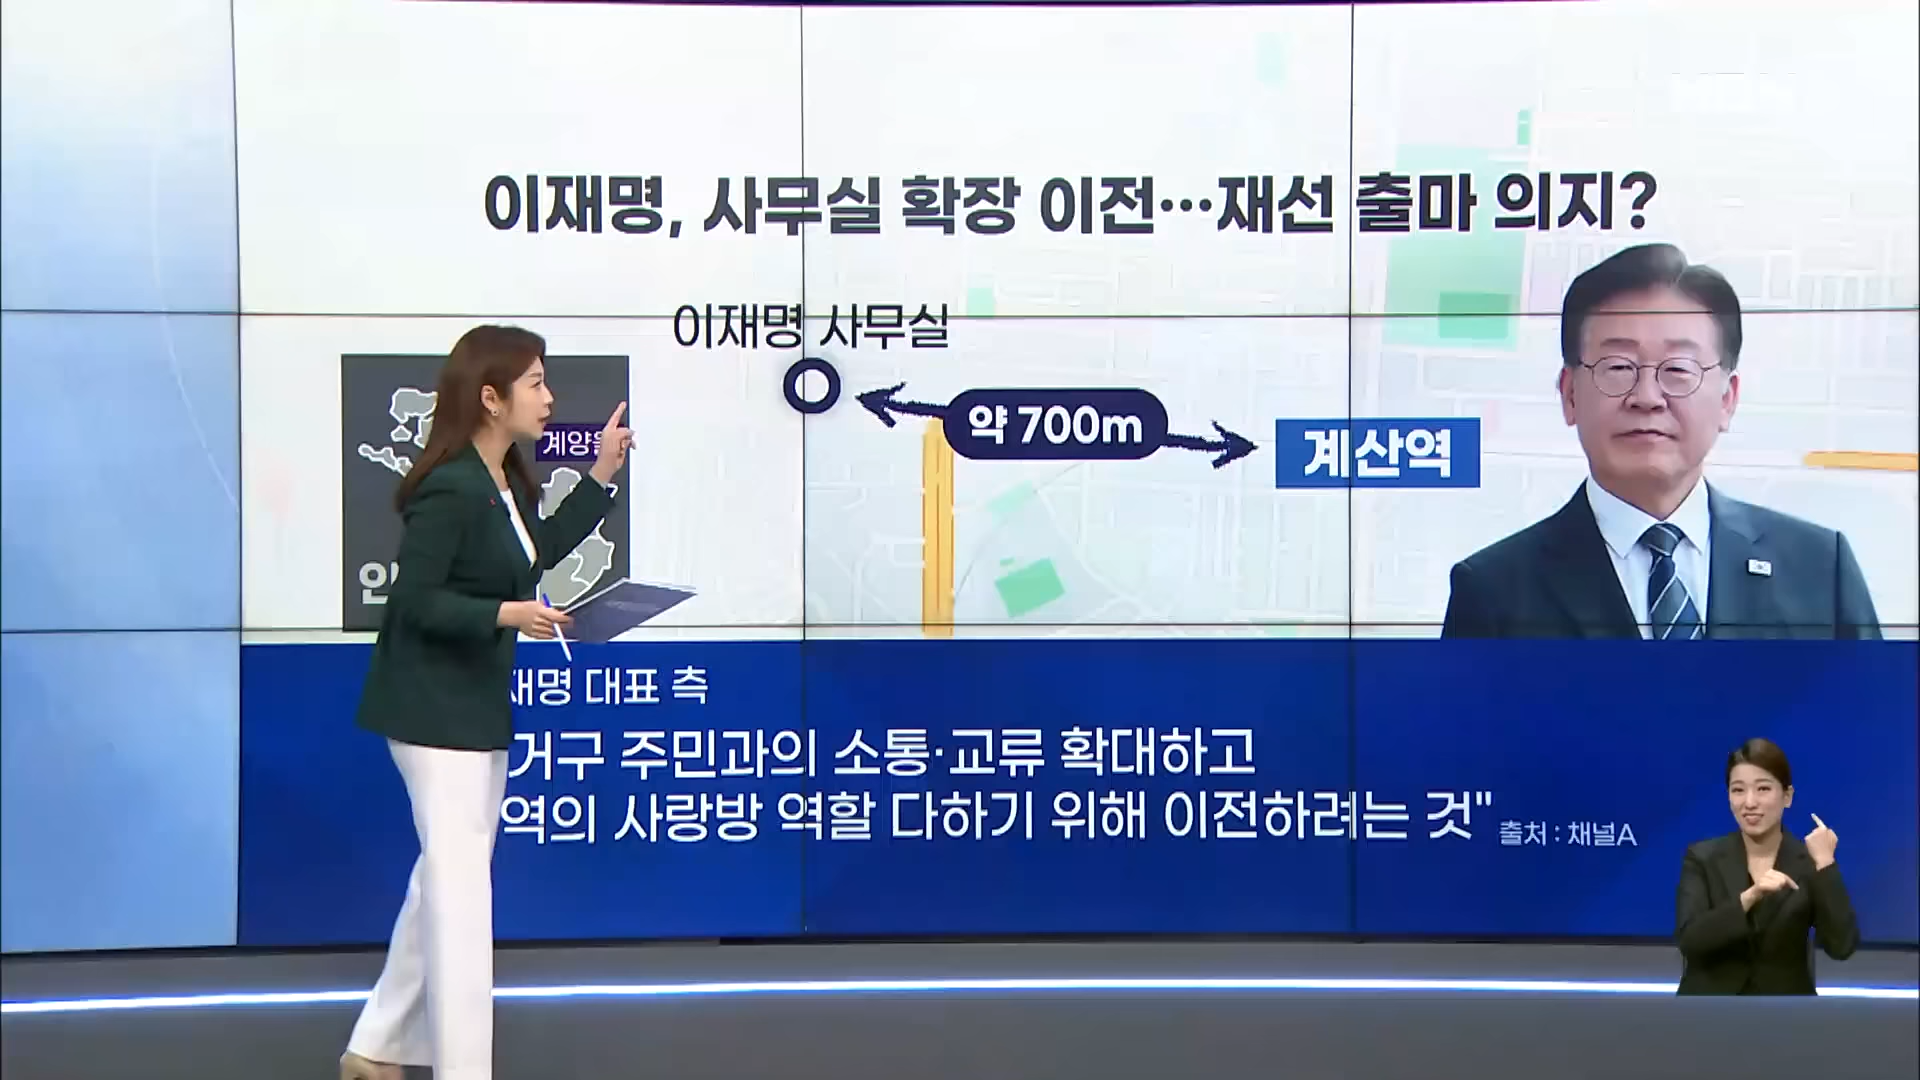 MBN
이재명, 사무실 확장 이전…재선 출마 의지?
이재명 사무실
약 700m
계산역
계양을
재명 대표 측
거구 주민과의 소통·교류 확대하고
역의 사랑방 역할 다하기 위해 이전하려는 것"
출처 : 채널A